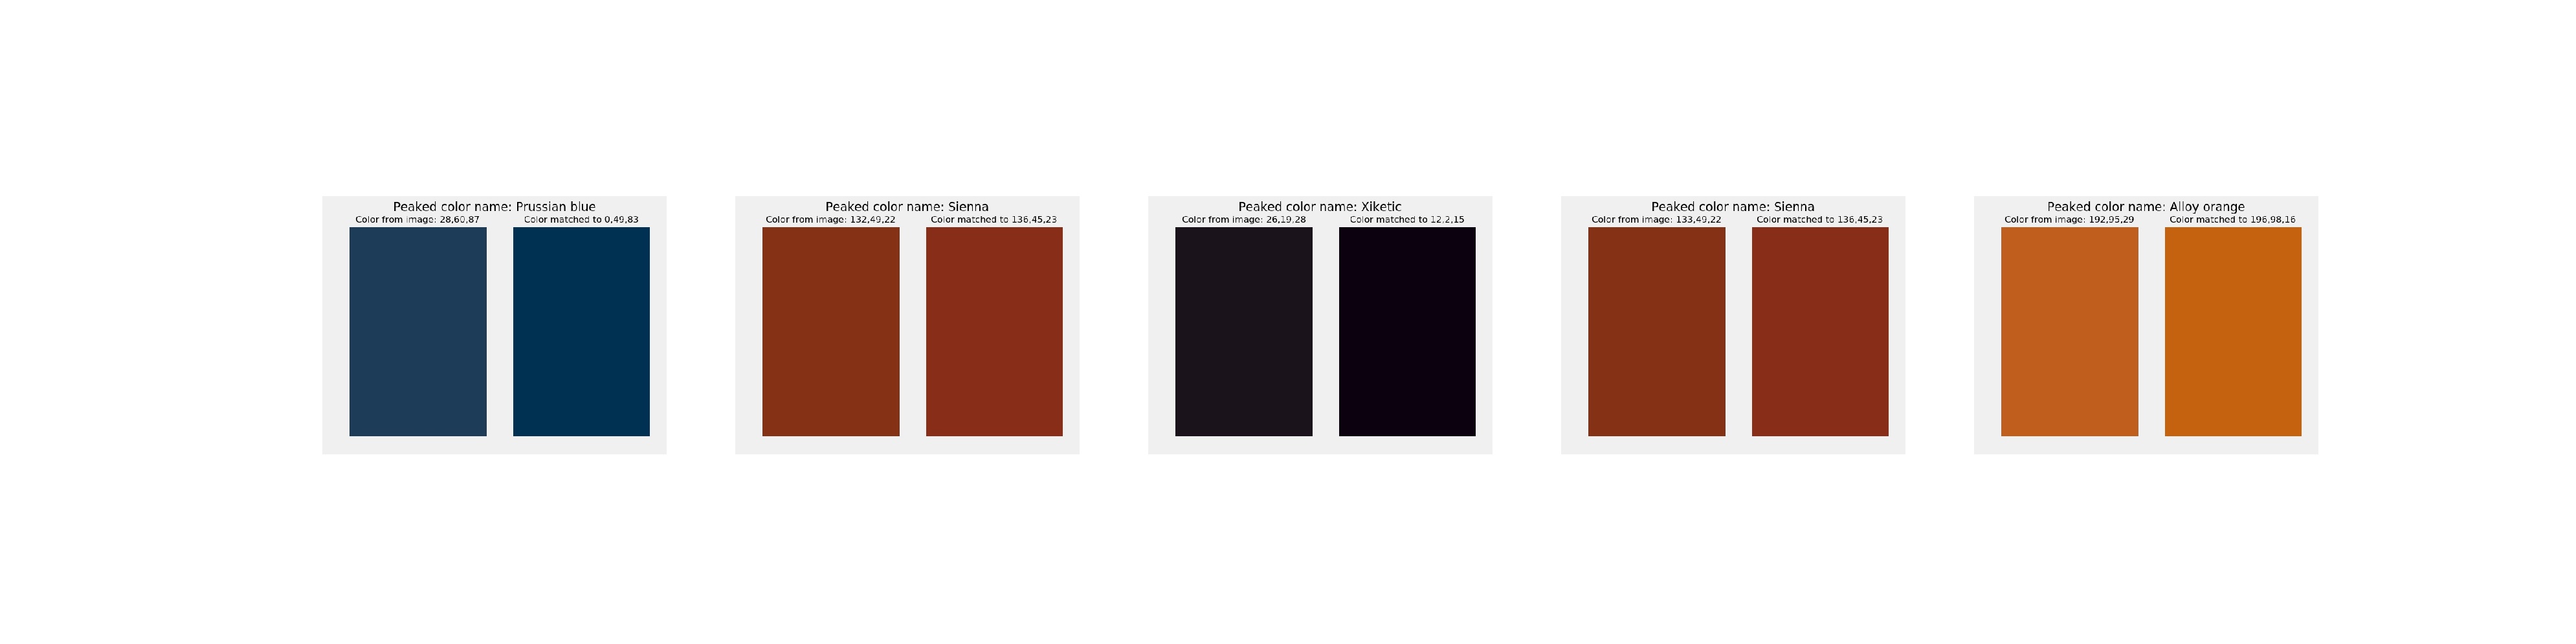 Peaked color name: Prussian blue
Color from image: 28,60,87
Color matched to 0,49,83
Peaked color name: Sienna
Color from image: 132,49,22
Color matched to 136,45,23
Peaked color name: Xiketic
Color from image: 26,19,28
Color matched to 12,2,15
Peaked color name: Sienna
Color from image: 133,49,22
Color matched to 136,45,23
Peaked color name: Alloy orange
Color from image: 192,95,29
Color matched to 196,98,16